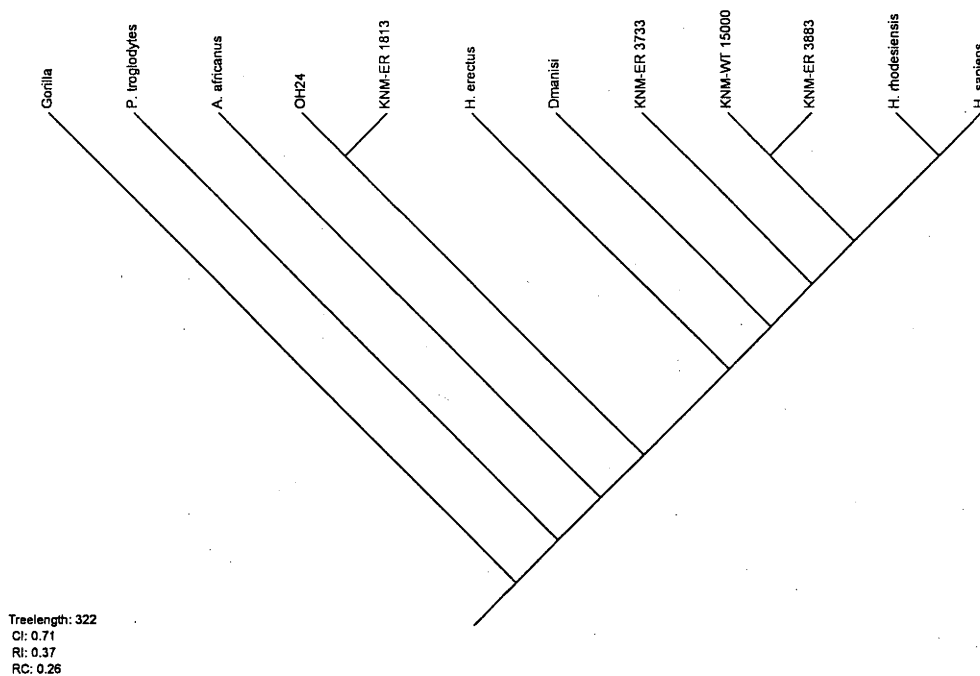 Gorilla
P. troglodytes
A. africanus
OH24
KNM-ER 1813
H. erectus
Dmanisi
KNM-ER 3733
KNM-WT 15000
KNM-ER 3883
H. rhodesiensis
H. sapiens
Treelength: 322
CI: 0.71
RI: 0.37
RC: 0.26